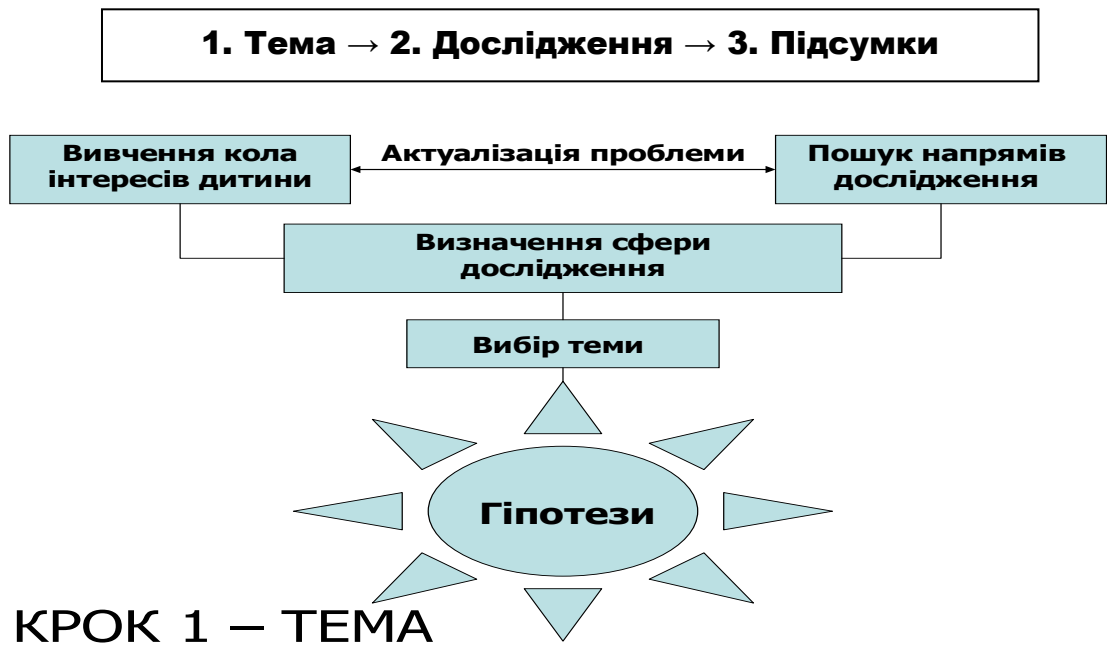 1. Тема → 2. Дослідження → 3. Підсумки
Вивчення кола
інтересів дитини
Актуалізація проблеми
Пошук напрямів
дослідження
Визначення сфери
дослідження
Вибір теми
Гіпотези
КРОК 1 – ТЕМА